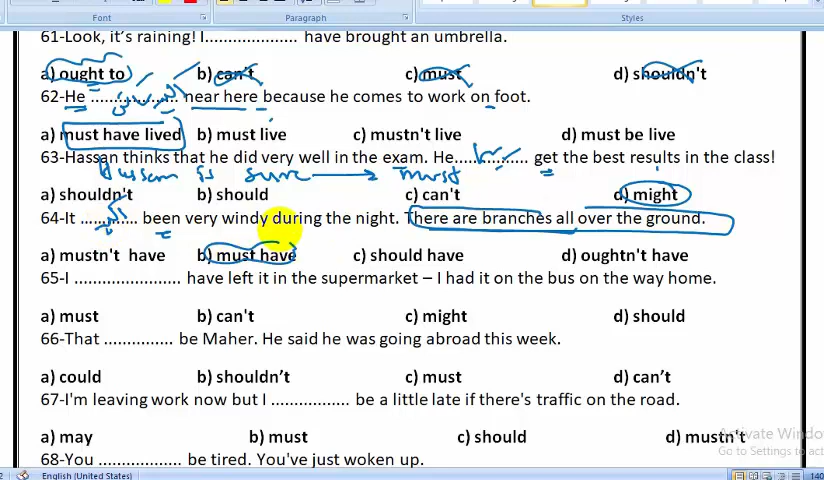 Font
Paragraph
Styles
61-Look, it's raining! I..................... have brought an umbrella.
a) ought to b) can't c) must d) shouldn't
62-He ................... near here because he comes to work on foot.
a) must have lived b) must live c) mustn't live d) must be live
63-Hassan thinks that he did very well in the exam. He................ get the best results in the class!
Hassan is sure → must
a) shouldn't b) should c) can't d) might
64-It ............. been very windy during the night. There are branches all over the ground.
a) mustn't have b) must have c) should have d) oughtn't have
65-I ....................... have left it in the supermarket – I had it on the bus on the way home.
a) must b) can't c) might d) should
66-That ............... be Maher. He said he was going abroad this week.
a) could b) shouldn't c) must d) can't
67-I'm leaving work now but I ................. be a little late if there's traffic on the road.
a) may b) must c) should d) mustn't
Activate Windo
Go to Settings to act
68-You .................. be tired. You've just woken up.
2 English (United States) 140